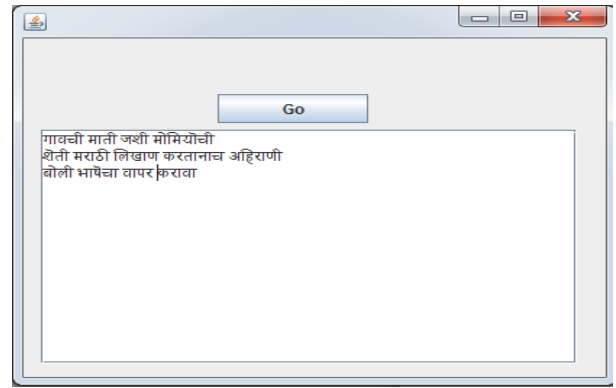 Go
गावची माती जशी मोमियॊची
शॆती मराठी लिखाण करतानाच अहिराणी
बोली भाषॆचा वापर करावा